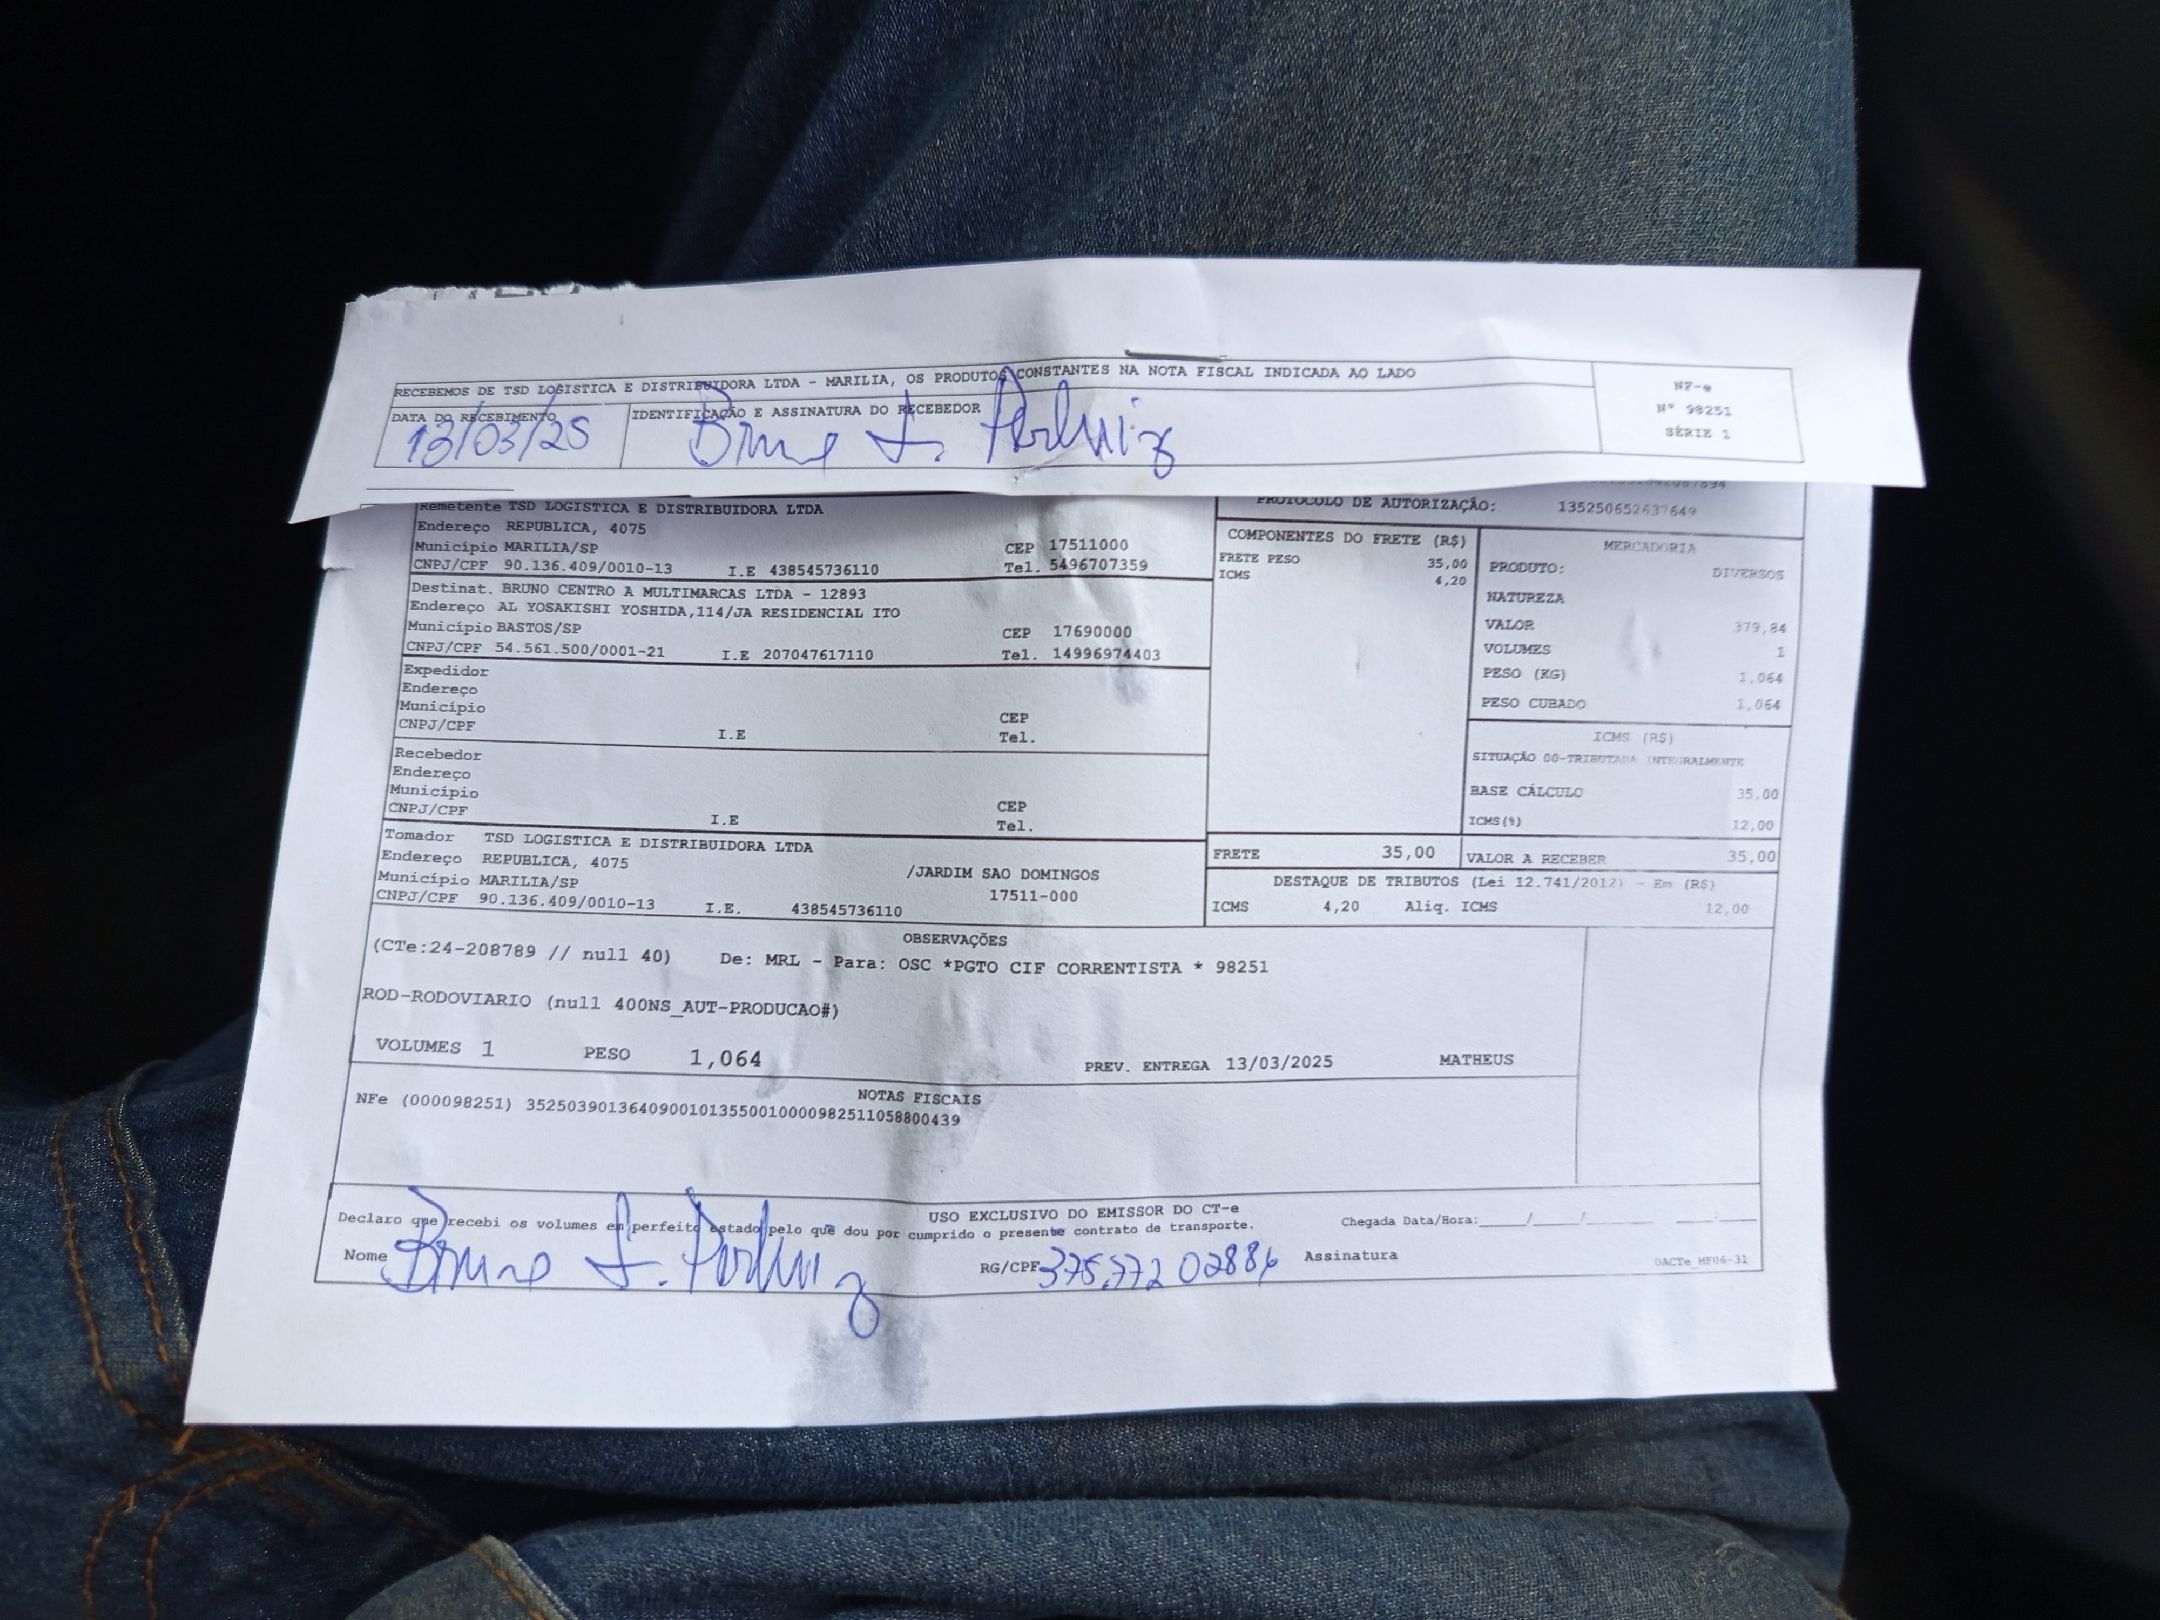 RECEBEMOS DE TSD LOGISTICA E DISTRIBUIDORA LTDA - MARILIA, OS PRODUTOS CONSTANTES NA NOTA FISCAL INDICADA AO LADO
DATA DO RECEBIMENTO
13/03/25
IDENTIFICAÇÃO E ASSINATURA DO RECEBEDOR
Bruno
NF-e
Nº 98251
SÉRIE 1
Remetente TSD LOGISTICA E DISTRIBUIDORA LTDA
Endereço REPUBLICA, 4075
Município MARILIA/SP CEP 17511000
CNPJ/CPF 90.136.409/0010-13 I.E 438545736110 Tel. 5496707359
Destinat. BRUNO CENTRO A MULTIMARCAS LTDA - 12893
Endereço AL YOSAKISHI YOSHIDA,114/JA RESIDENCIAL ITO
Município BASTOS/SP CEP 17690000
CNPJ/CPF 54.561.500/0001-21 I.E 207047617110 Tel. 14996974403
Expedidor
Endereço
Município CEP
CNPJ/CPF I.E Tel.
Recebedor
Endereço
Município CEP
CNPJ/CPF I.E Tel.
Tomador TSD LOGISTICA E DISTRIBUIDORA LTDA
Endereço REPUBLICA, 4075 /JARDIM SAO DOMINGOS
Município MARILIA/SP 17511-000
CNPJ/CPF 90.136.409/0010-13 I.E. 438545736110
PROTOCOLO DE AUTORIZAÇÃO: 135250652637649
COMPONENTES DO FRETE (R$)
FRETE PESO 35,00
ICMS 4,20
MERCADORIA
PRODUTO: DIVERSOS
NATUREZA
VALOR 379,84
VOLUMES 1
PESO (KG) 1,064
PESO CUBADO 1,064
ICMS (R$)
SITUAÇÃO 00-TRIBUTADA INTEGRALMENTE
BASE CÁLCULO 35,00
ICMS(%) 12,00
FRETE 35,00 VALOR A RECEBER 35,00
DESTAQUE DE TRIBUTOS (Lei 12.741/2012) - Em (R$)
ICMS 4,20 Aliq. ICMS 12,00
OBSERVAÇÕES
(CTe:24-208789 // null 40) De: MRL - Para: OSC *PGTO CIF CORRENTISTA * 98251
ROD-RODOVIARIO (null 400NS_AUT-PRODUCAO#)
VOLUMES 1 PESO 1,064 PREV. ENTREGA 13/03/2025 MATHEUS
NOTAS FISCAIS
NFe (000098251) 35250390136409001013550010000982511058800439
USO EXCLUSIVO DO EMISSOR DO CT-e
Declaro que recebi os volumes em perfeito estado pelo que dou por cumprido o presente contrato de transporte. Chegada Data/Hora:____/____/____ ____:____
Nome Bruno RG/CPF 375.772 02886 Assinatura
DACTe_MF06-31